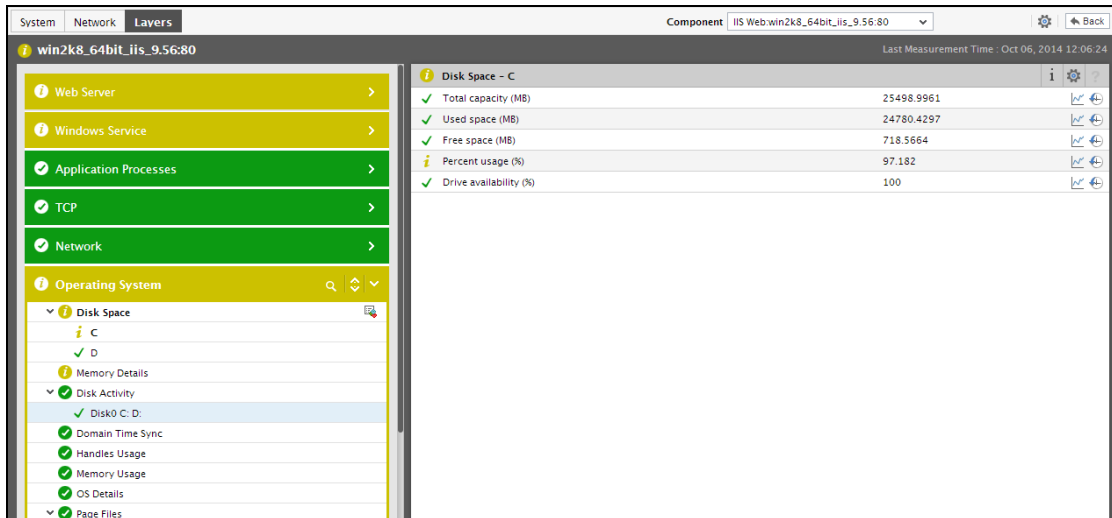 System Network Layers Component IIS Web:win2k8_64bit_iis_9.56:80 Back
win2k8_64bit_iis_9.56:80 Last Measurement Time : Oct 06, 2014 12:06:24
Web Server
Windows Service
Application Processes
TCP
Network
Operating System
Disk Space
C
D
Memory Details
Disk Activity
Disk0 C: D:
Domain Time Sync
Handles Usage
Memory Usage
OS Details
Page Files
Disk Space - C
Total capacity (MB) 25498.9961
Used space (MB) 24780.4297
Free space (MB) 718.5664
Percent usage (%) 97.182
Drive availability (%) 100